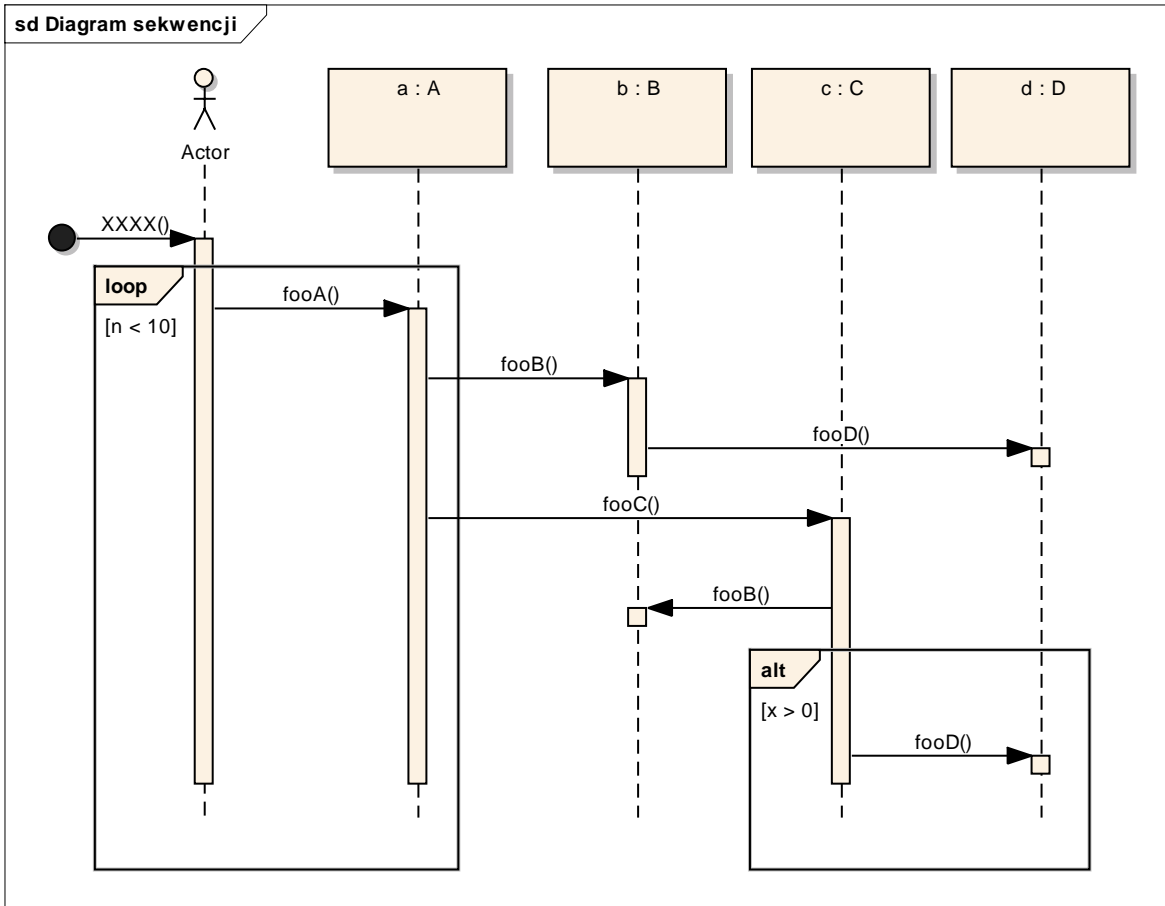 sd Diagram sekwencji
Actor
a : A
b : B
c : C
d : D
XXXX()
loop
[n < 10]
fooA()
fooB()
fooD()
fooC()
fooB()
alt
[x > 0]
fooD()